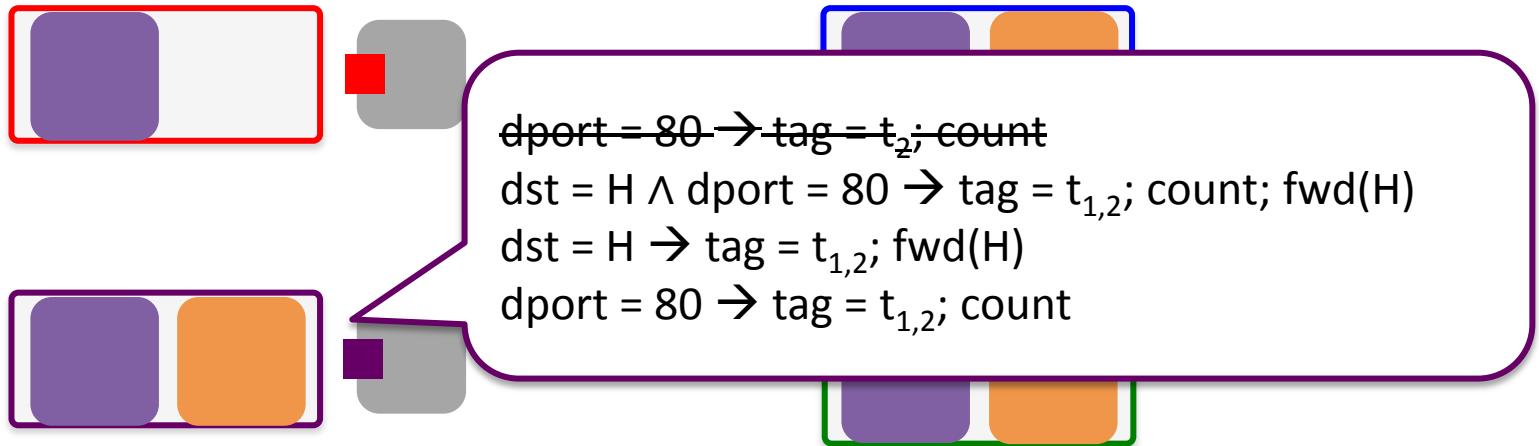 dport = 80 → tag = t₂; count
dst = H ∧ dport = 80 → tag = t₁,₂; count; fwd(H)
dst = H → tag = t₁,₂; fwd(H)
dport = 80 → tag = t₁,₂; count